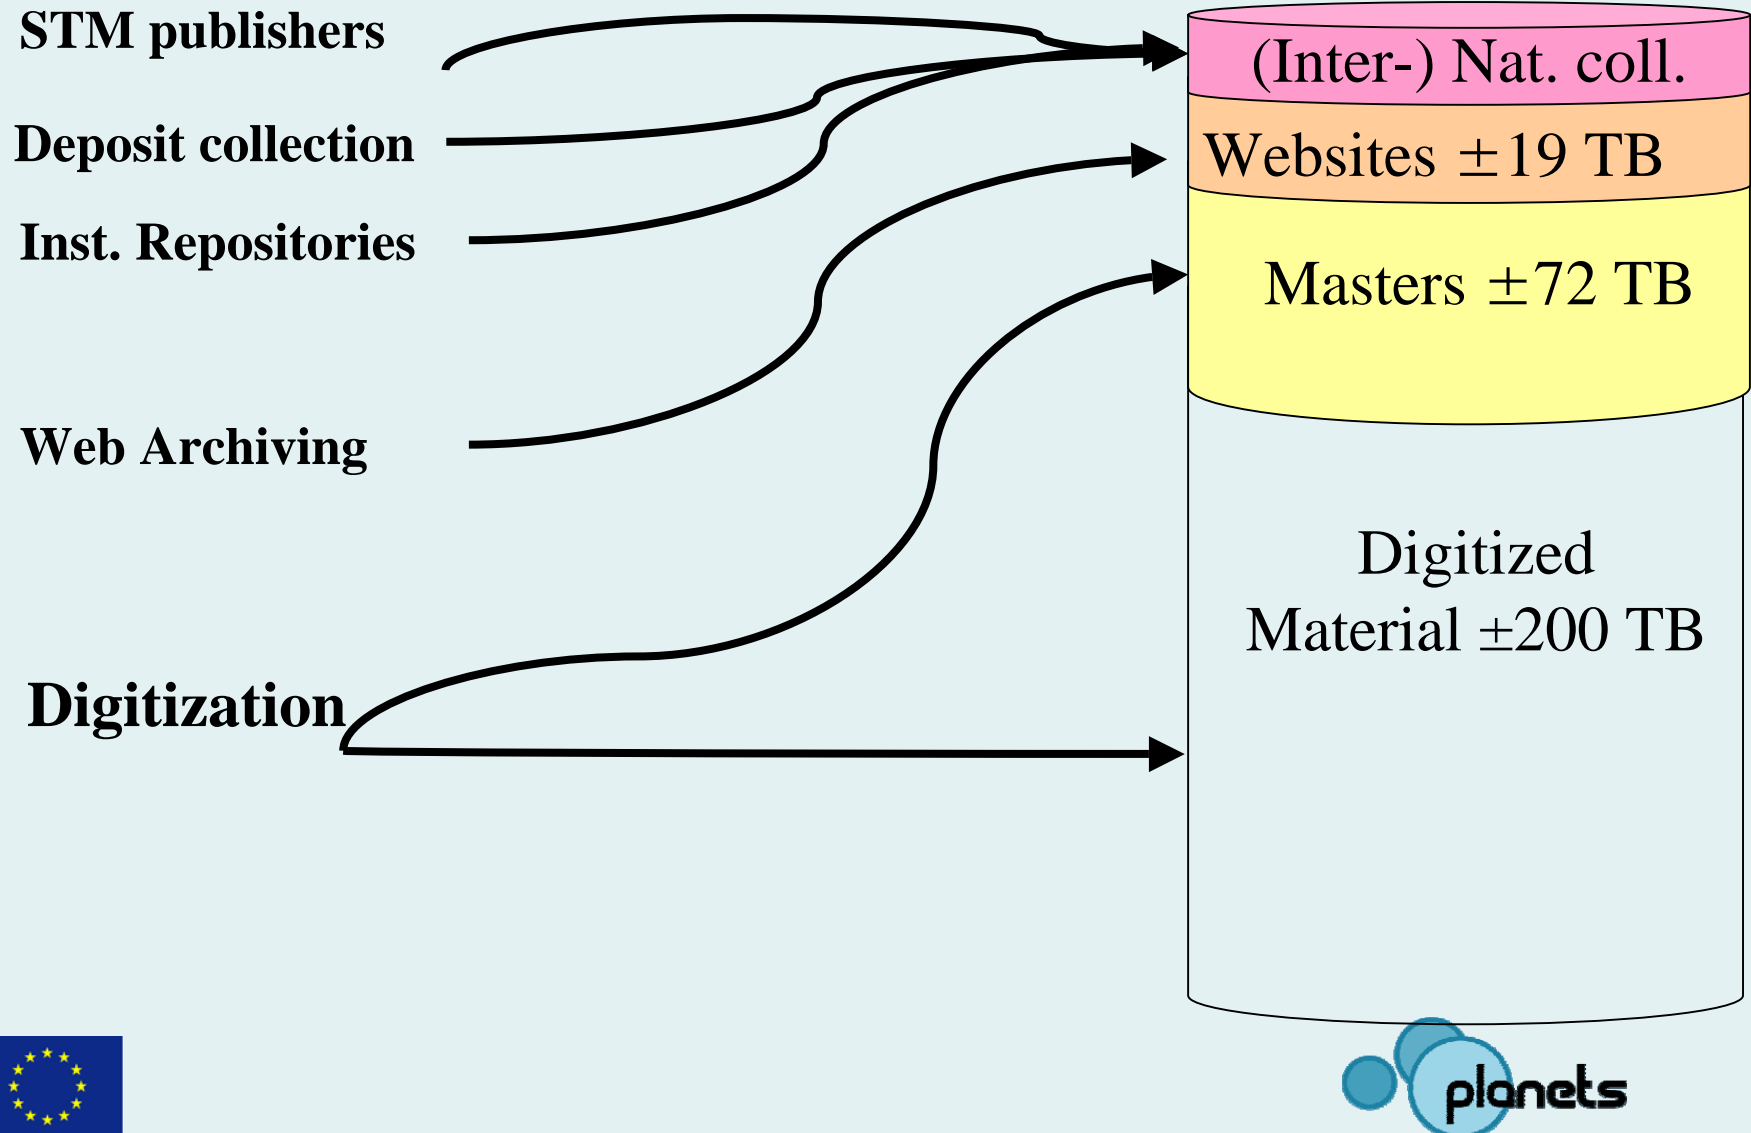 STM publishers
Deposit collection
Inst. Repositories
Web Archiving
Digitization
(Inter-) Nat. coll.
Websites ±19 TB
Masters ±72 TB
Digitized
Material ±200 TB
planets